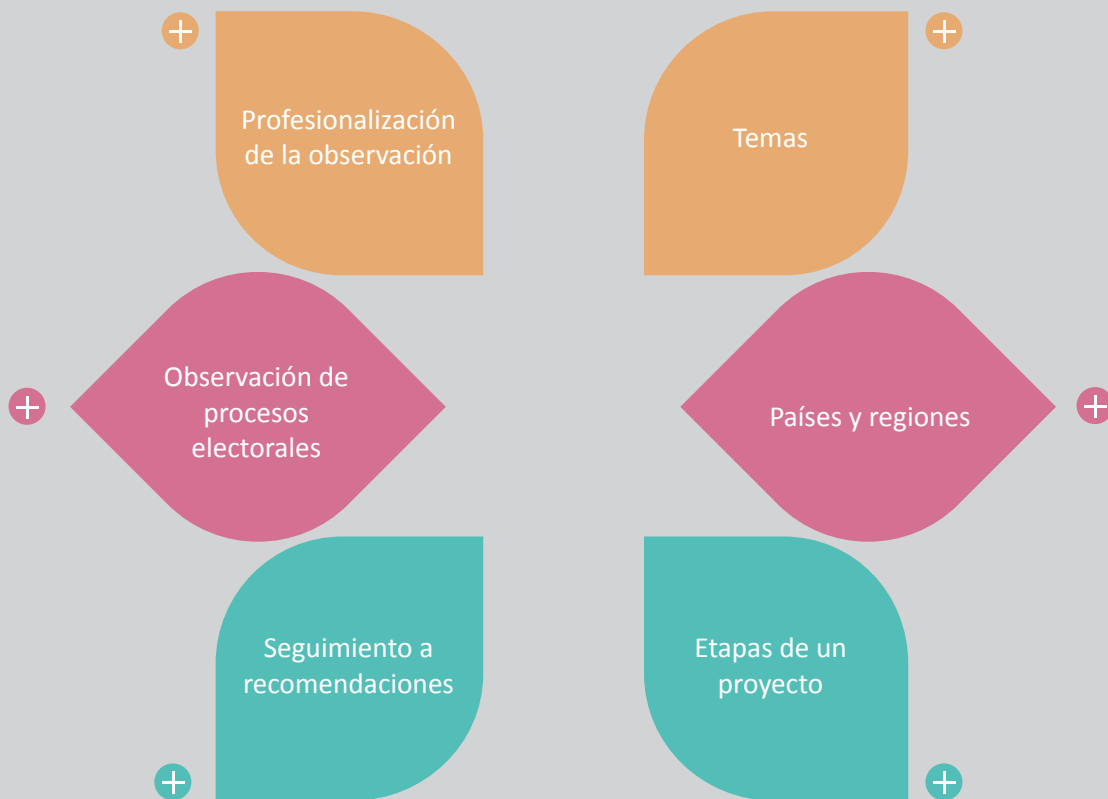 Profesionalización
de la observación
Temas
Observación de
procesos
electorales
Países y regiones
Seguimiento a
recomendaciones
Etapas de un
proyecto